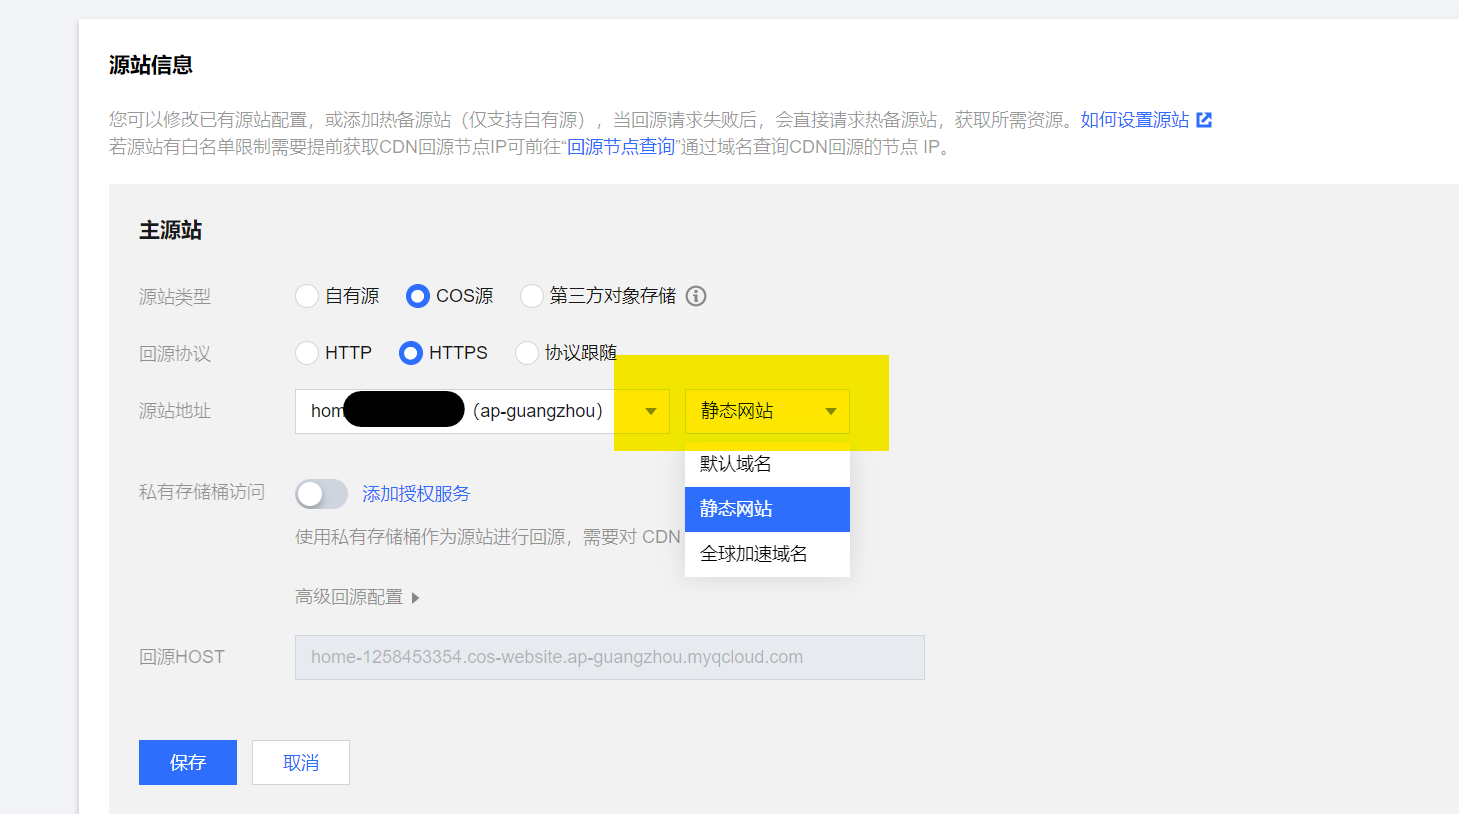 源站信息
您可以修改已有源站配置，或添加热备源站（仅支持自有源），当回源请求失败后，会直接请求热备源站，获取所需资源。如何设置源站
若源站有白名单限制需要提前获取CDN回源节点IP可前往“回源节点查询”通过域名查询CDN回源的节点 IP。
主源站
源站类型 自有源 COS源 第三方对象存储
回源协议 HTTP HTTPS 协议跟随
源站地址 hom （ap-guangzhou） 静态网站
默认域名
静态网站
全球加速域名
私有存储桶访问 添加授权服务
使用私有存储桶作为源站进行回源，需要对 CDN
高级回源配置
回源HOST home-1258453354.cos-website.ap-guangzhou.myqcloud.com
保存 取消